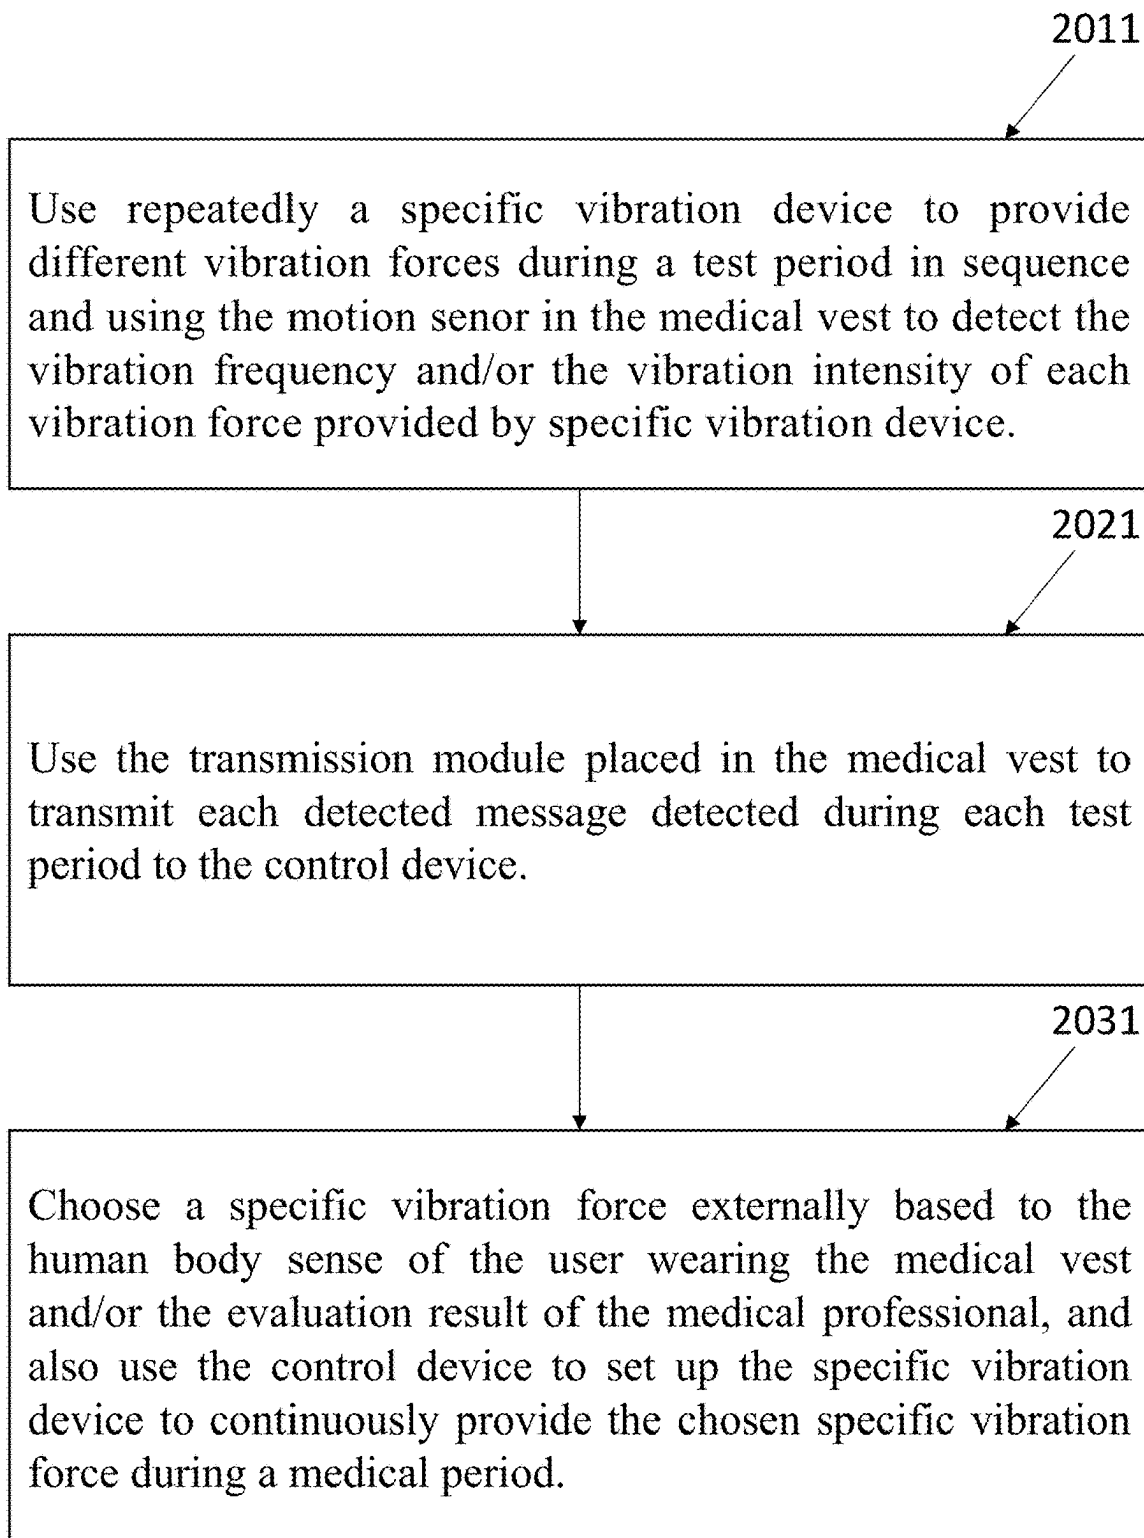 2011
Use repeatedly a specific vibration device to provide
different vibration forces during a test period in sequence
and using the motion senor in the medical vest to detect the
vibration frequency and/or the vibration intensity of each
vibration force provided by specific vibration device.
2021
Use the transmission module placed in the medical vest to
transmit each detected message detected during each test
period to the control device.
2031
Choose a specific vibration force externally based to the
human body sense of the user wearing the medical vest
and/or the evaluation result of the medical professional, and
also use the control device to set up the specific vibration
device to continuously provide the chosen specific vibration
force during a medical period.